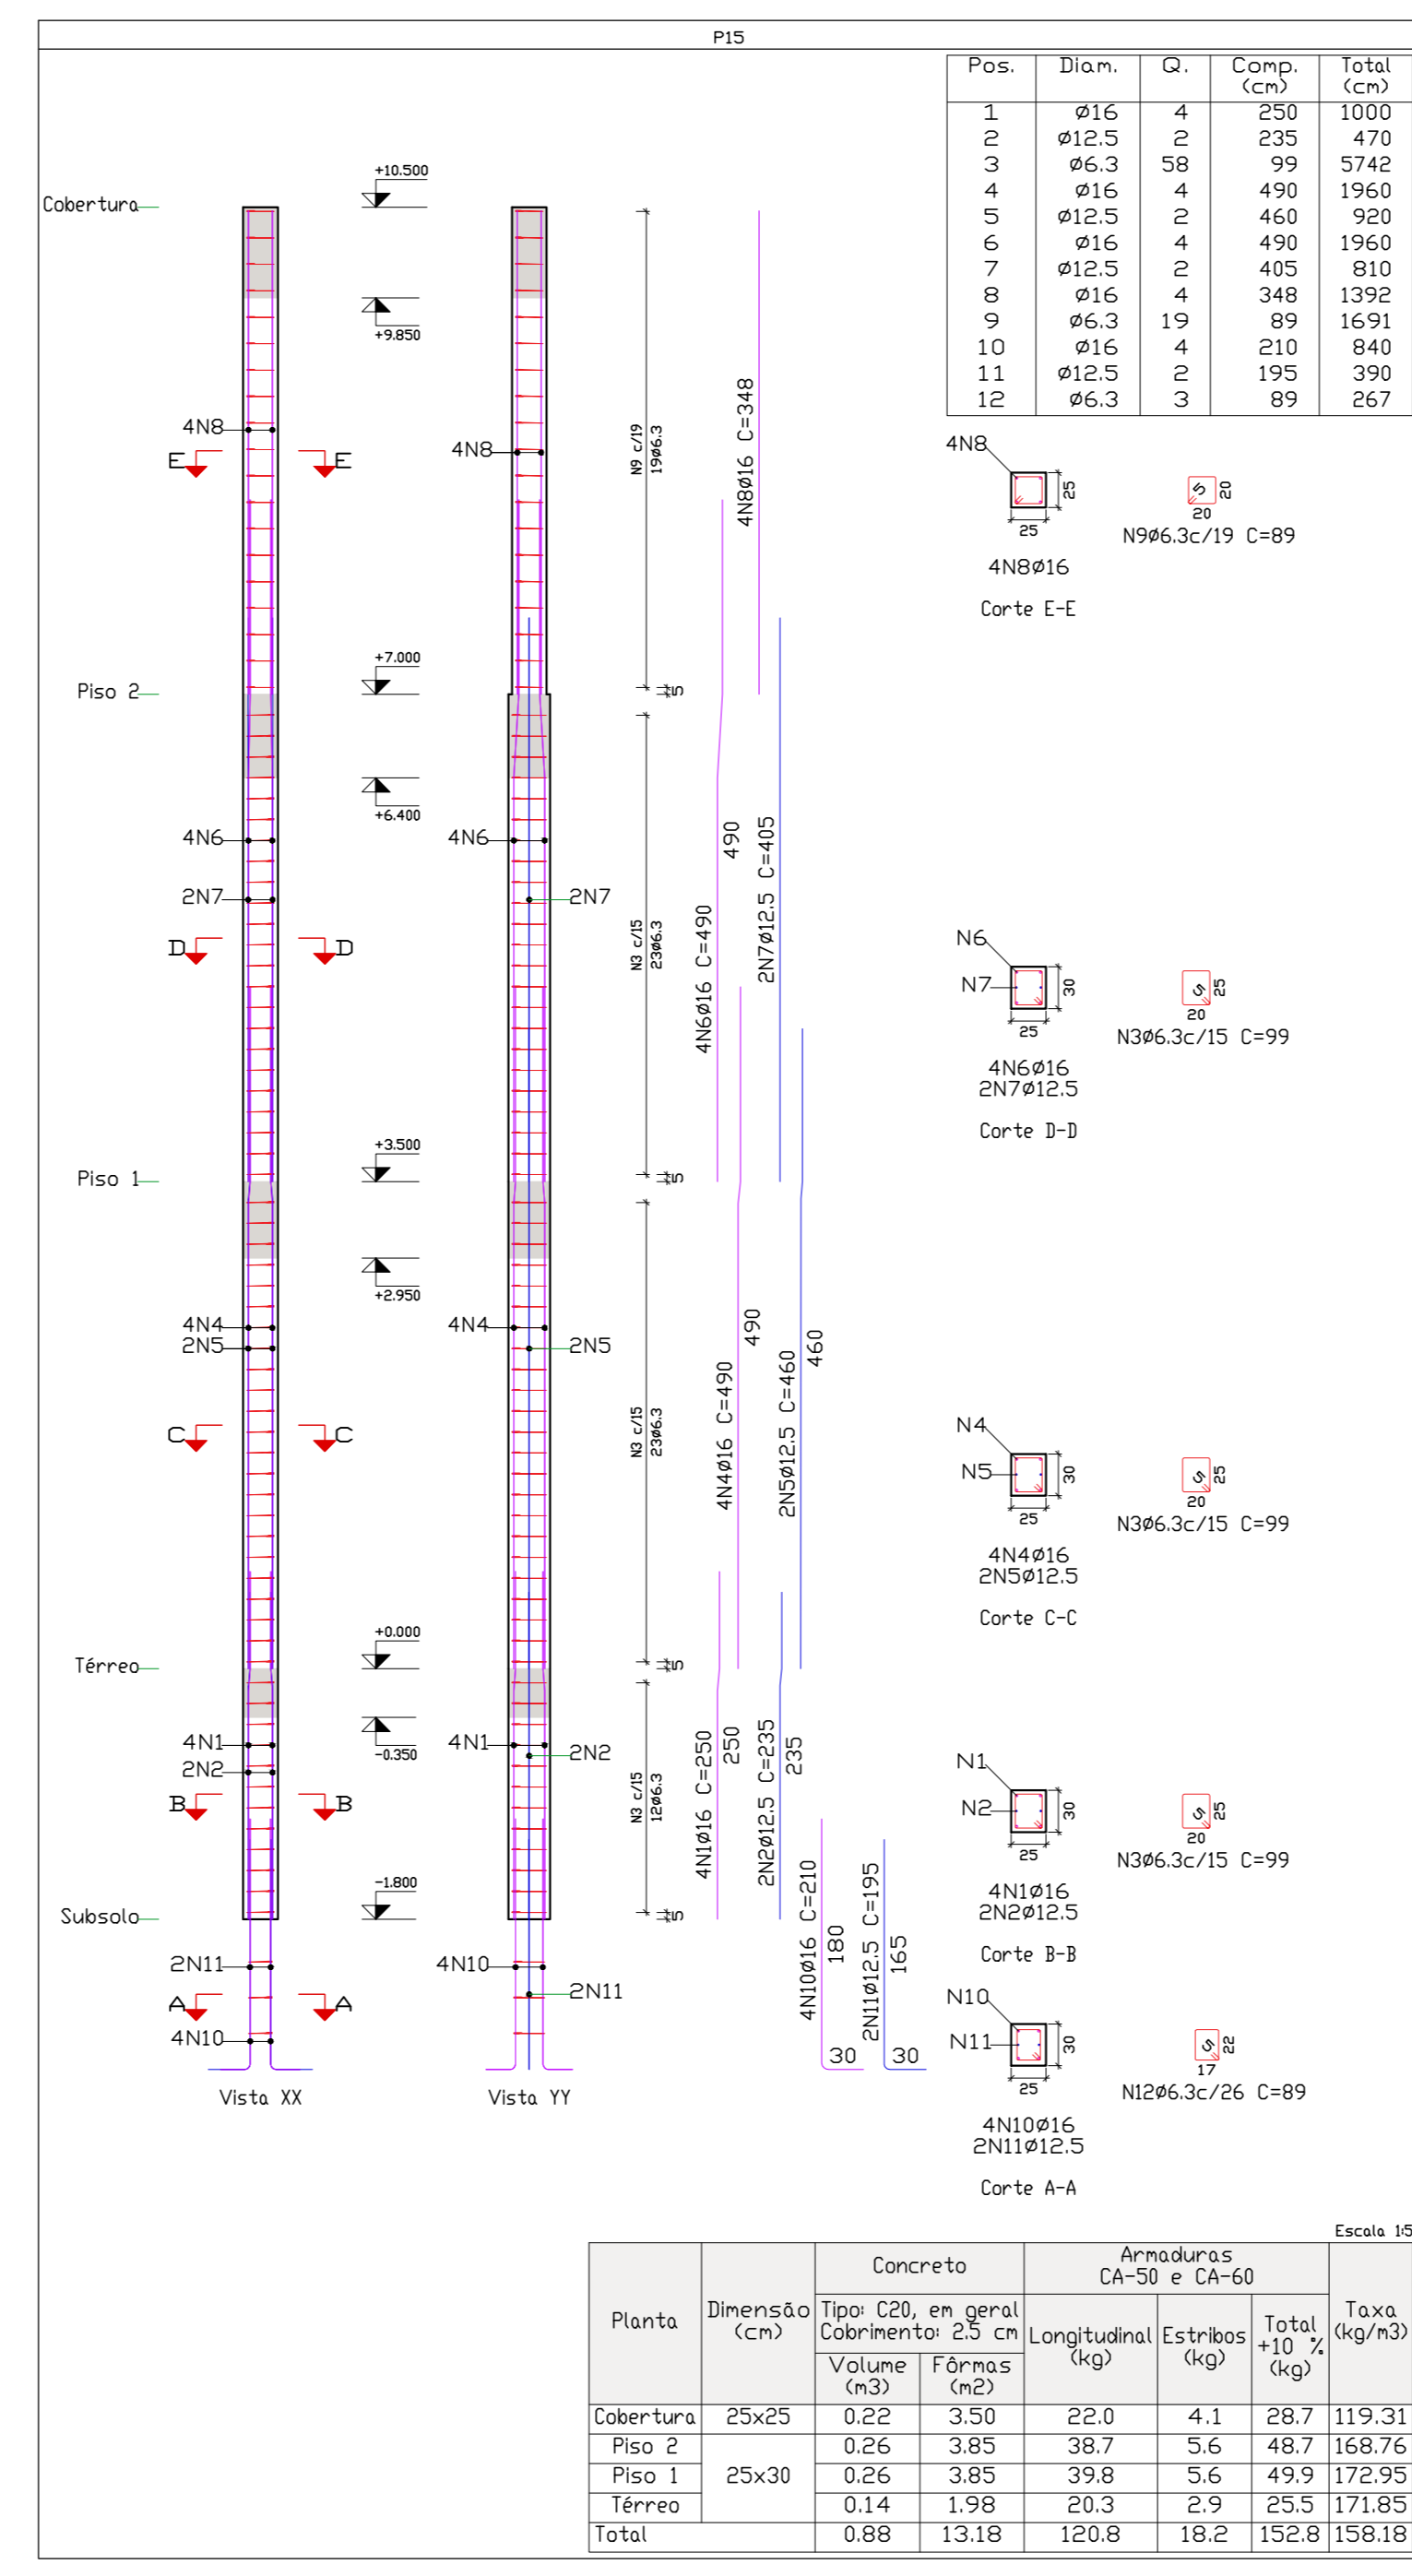 P15
Pos. Diam. Q. Comp. (cm) Total (cm)
1 ø16 4 250 1000
2 ø12.5 2 235 470
3 ø6.3 58 99 5742
4 ø16 4 490 1960
5 ø12.5 2 460 920
6 ø16 4 490 1960
7 ø12.5 2 405 810
8 ø16 4 348 1392
9 ø6.3 19 89 1691
10 ø16 4 210 840
11 ø12.5 2 195 390
12 ø6.3 3 89 267
Cobertura
+10.500
+9.850
4N8
4N8
E E
N9 c/19
19ø6.3
4N8ø16 C=348
4N8
25
25
4N8ø16
Corte E-E
5
20
20
N9ø6.3c/19 C=89
Piso 2
+7.000
5
+6.400
4N6
4N6
2N7
2N7
D D
N3 c/15
23ø6.3
4N6ø16 C=490
490
2N7ø12.5 C=405
N6
N7
30
25
4N6ø16
2N7ø12.5
Corte D-D
5
25
20
N3ø6.3c/15 C=99
Piso 1
+3.500
5
+2.950
4N4
4N4
2N5
2N5
C C
N3 c/15
23ø6.3
4N4ø16 C=490
490
2N5ø12.5 C=460
460
N4
N5
30
25
4N4ø16
2N5ø12.5
Corte C-C
5
25
20
N3ø6.3c/15 C=99
Térreo
+0.000
5
-0.350
4N1
4N1
2N2
2N2
B B
N3 c/15
12ø6.3
4N1ø16 C=250
250
2N2ø12.5 C=235
235
N1
N2
30
25
4N1ø16
2N2ø12.5
Corte B-B
5
25
20
N3ø6.3c/15 C=99
Subsolo
-1.800
5
2N11
4N10
2N11
A A
4N10
4N10ø16 C=210
180
30
2N11ø12.5 C=195
165
30
N10
N11
30
25
4N10ø16
2N11ø12.5
Corte A-A
5
22
17
N12ø6.3c/26 C=89
Vista XX
Vista YY
Escala 1:5
Planta
Dimensão (cm)
Concreto
Tipo: C20, em geral
Cobrimento: 2.5 cm
Volume (m3)
Fôrmas (m2)
Armaduras
CA-50 e CA-60
Longitudinal (kg)
Estribos (kg)
Total +10 % (kg)
Taxa (kg/m3)
Cobertura 25x25 0.22 3.50 22.0 4.1 28.7 119.31
Piso 2 0.26 3.85 38.7 5.6 48.7 168.76
Piso 1 25x30 0.26 3.85 39.8 5.6 49.9 172.95
Térreo 0.14 1.98 20.3 2.9 25.5 171.85
Total 0.88 13.18 120.8 18.2 152.8 158.18